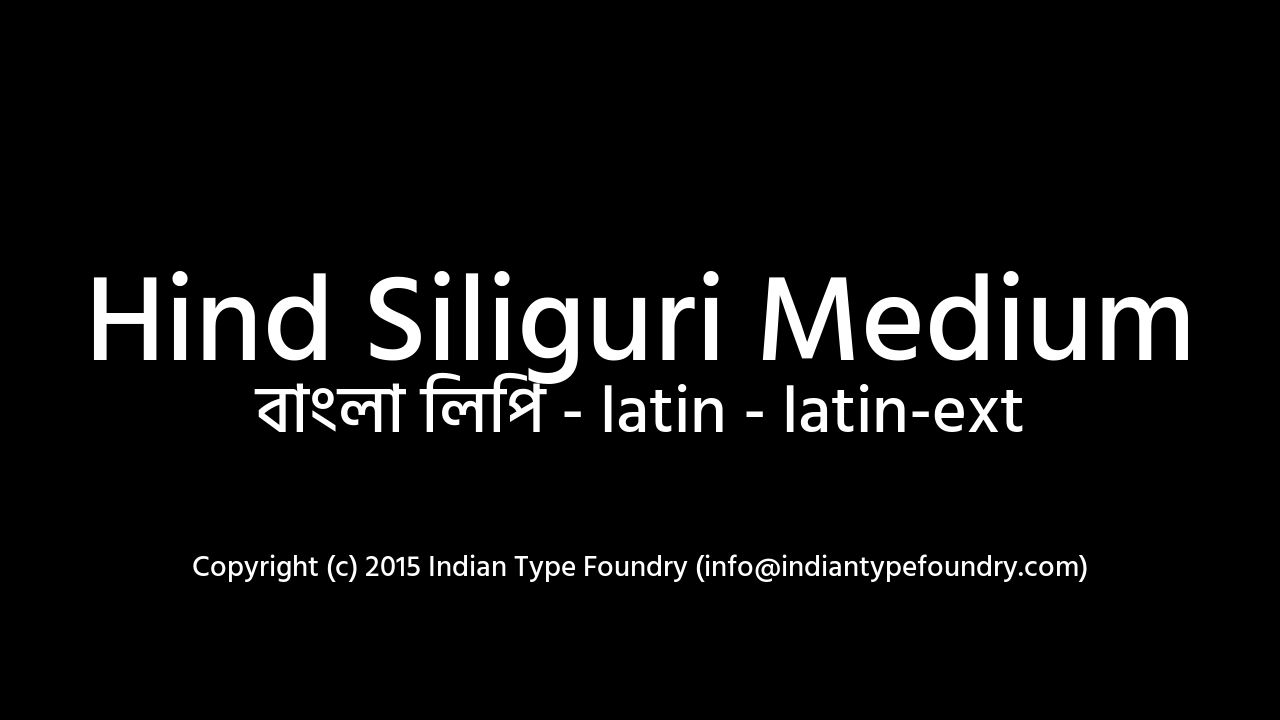 Hind Siliguri Medium
বাংলা লিপি - latin - latin-ext
Copyright (c) 2015 Indian Type Foundry (info@indiantypefoundry.com)